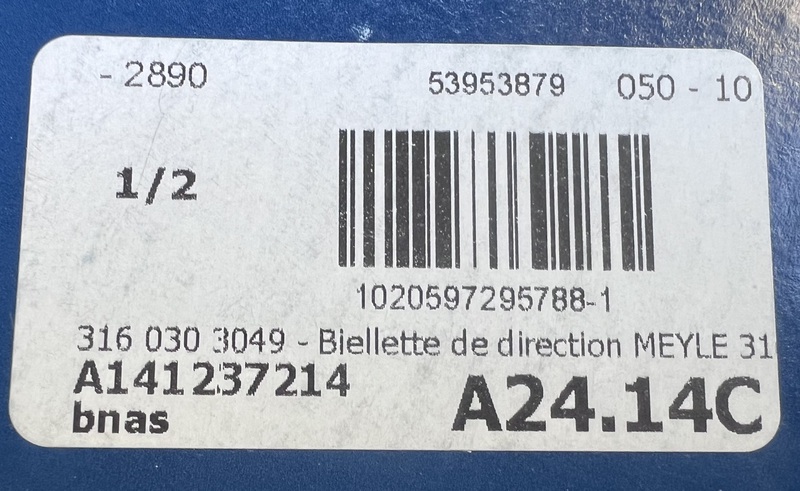 - 2890 53953879 050 - 10
1/2
1020597295788-1
316 030 3049 - Biellette de direction MEYLE 31
A141237214
bnas A24.14C